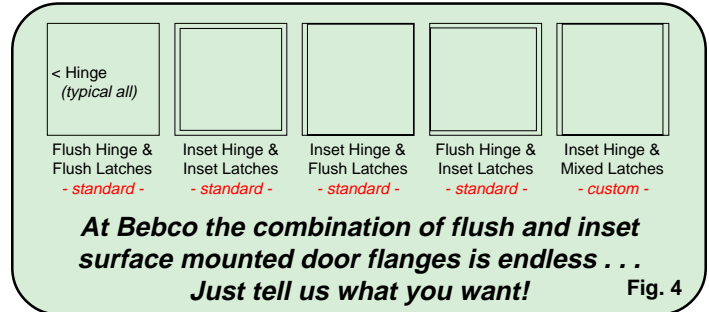 < Hinge
(typical all)
Flush Hinge &
Flush Latches
- standard -
Inset Hinge &
Inset Latches
- standard -
Inset Hinge &
Flush Latches
- standard -
Flush Hinge &
Inset Latches
- standard -
Inset Hinge &
Mixed Latches
- custom -
At Bebco the combination of flush and inset
surface mounted door flanges is endless . . .
Just tell us what you want!
Fig. 4